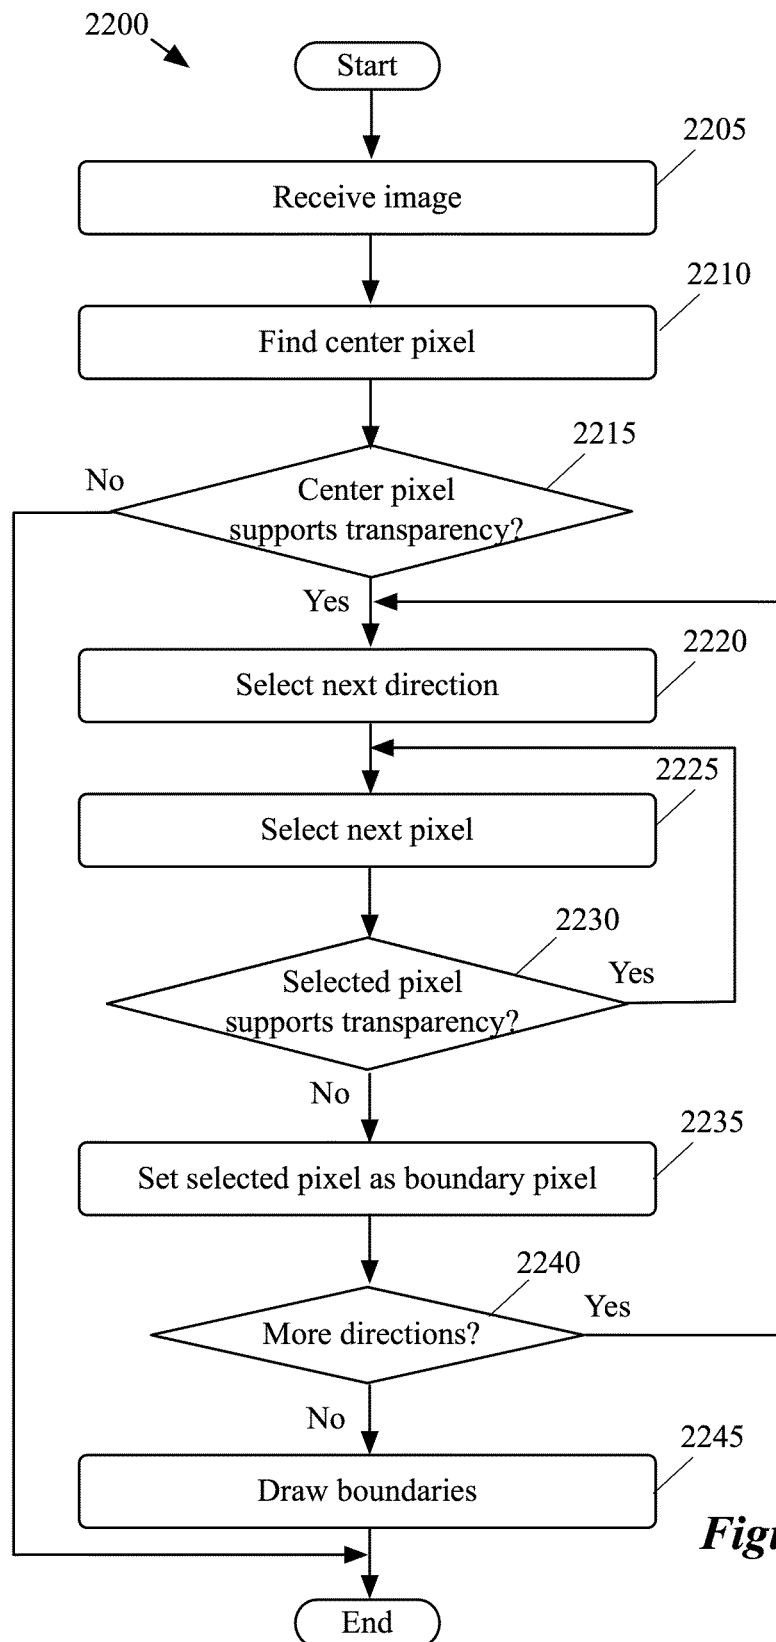 2200
Start
2205
Receive image
2210
Find center pixel
2215
No
Center pixel
supports transparency?
Yes
2220
Select next direction
2225
Select next pixel
2230
Selected pixel
supports transparency?
Yes
No
2235
Set selected pixel as boundary pixel
2240
More directions?
Yes
No
2245
Draw boundaries
End